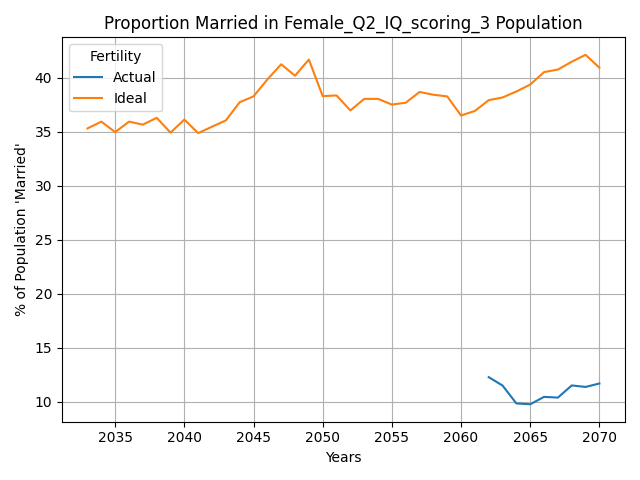 Proportion Married in Female_Q2_IQ_scoring_3 Population
Fertility
Actual
Ideal
% of Population 'Married'
40
35
30
25
20
15
10
2035
2040
2045
2050
2055
2060
2065
2070
Years